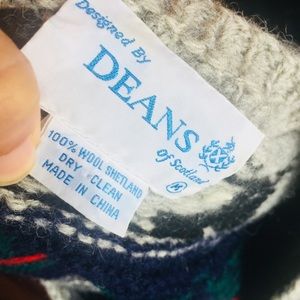 Designed By
DEANS
of Scotland
M
100% WOOL SHETLAND
DRY CLEAN
MADE IN CHINA